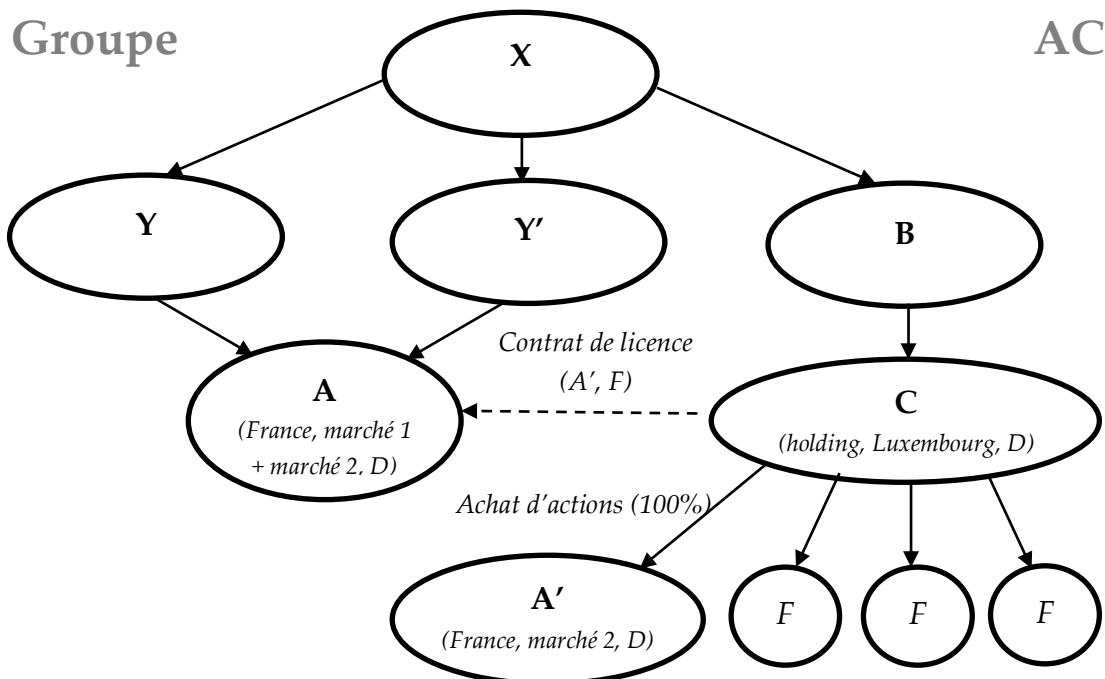 Groupe
AC
X
Y
Y'
B
Contrat de licence
(A', F)
A
(France, marché 1
+ marché 2, D)
C
(holding, Luxembourg, D)
Achat d'actions (100%)
A'
(France, marché 2, D)
F
F
F